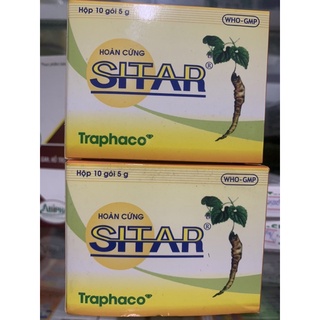 Hộp 10 gói 5 g
WHO-GMP
HOÀN CỨNG
SITAR®
Traphaco
Hộp 10 gói 5 g
WHO-GMP
HOÀN CỨNG
SITAR®
Traphaco